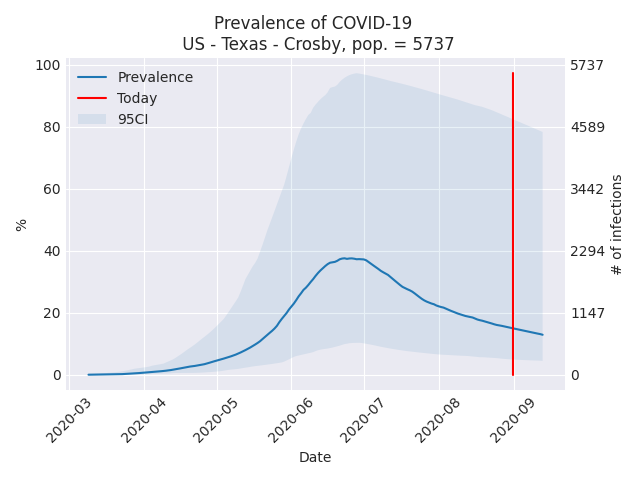 Prevalence of COVID-19
US - Texas - Crosby, pop. = 5737
Prevalence
Today
95CI
100
80
60
40
20
0
%
5737
4589
3442
2294
1147
0
# of infections
2020-03
2020-04
2020-05
2020-06
2020-07
2020-08
2020-09
Date